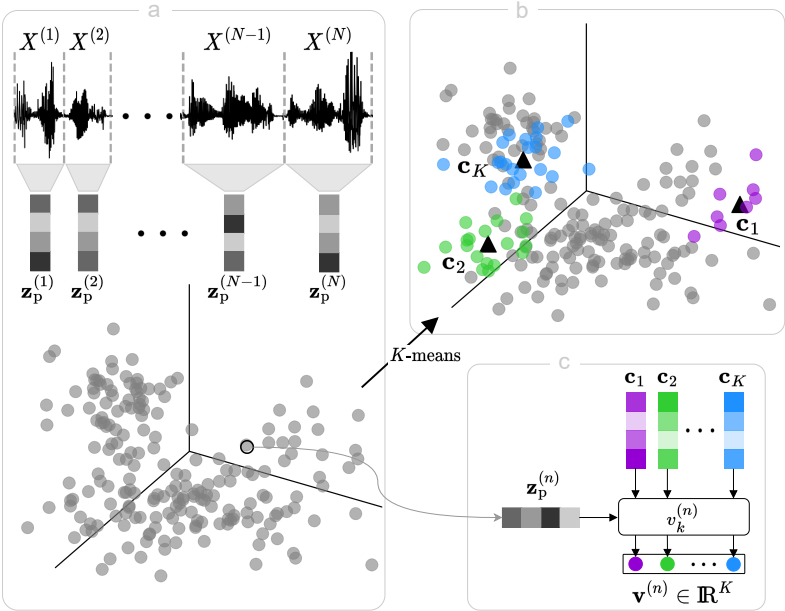 a
X^(1) X^(2) X^(N−1) X^(N)
• • •
• • •
z_p^(1) z_p^(2) z_p^(N−1) z_p^(N)
K-means
b
c_K
c_1
c_2
c
c_1 c_2 c_K
• • •
z_p^(n)
v_k^(n)
• • •
v^(n) ∈ ℝ^K